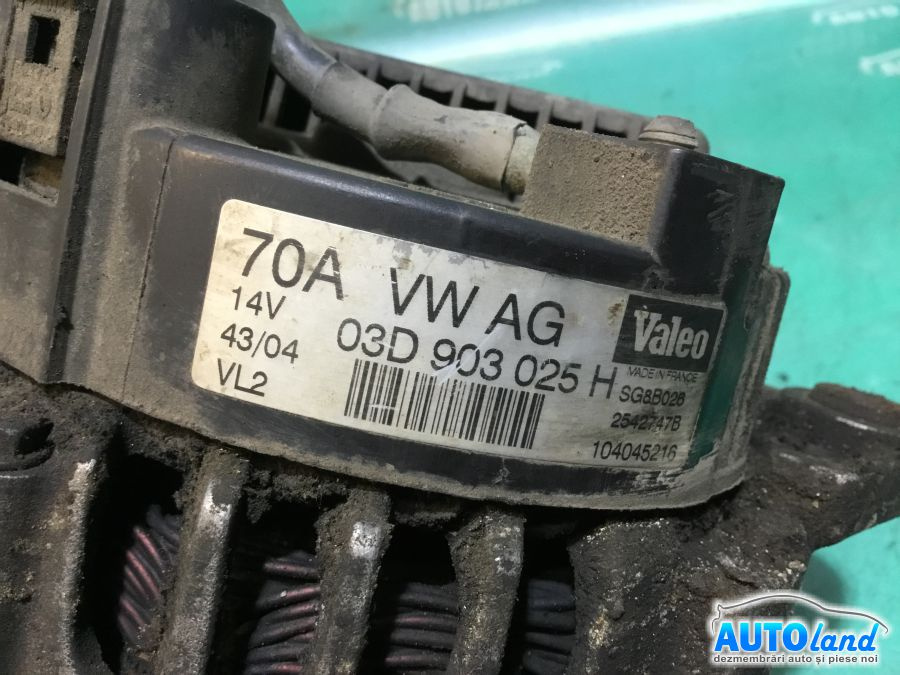 70A VW AG
14V 03D 903 025 H
43/04
VL2
Valeo
MADE IN FRANCE
SG6B026
2542747B
104045216
AUTOland
dezmembrări auto și piese noi